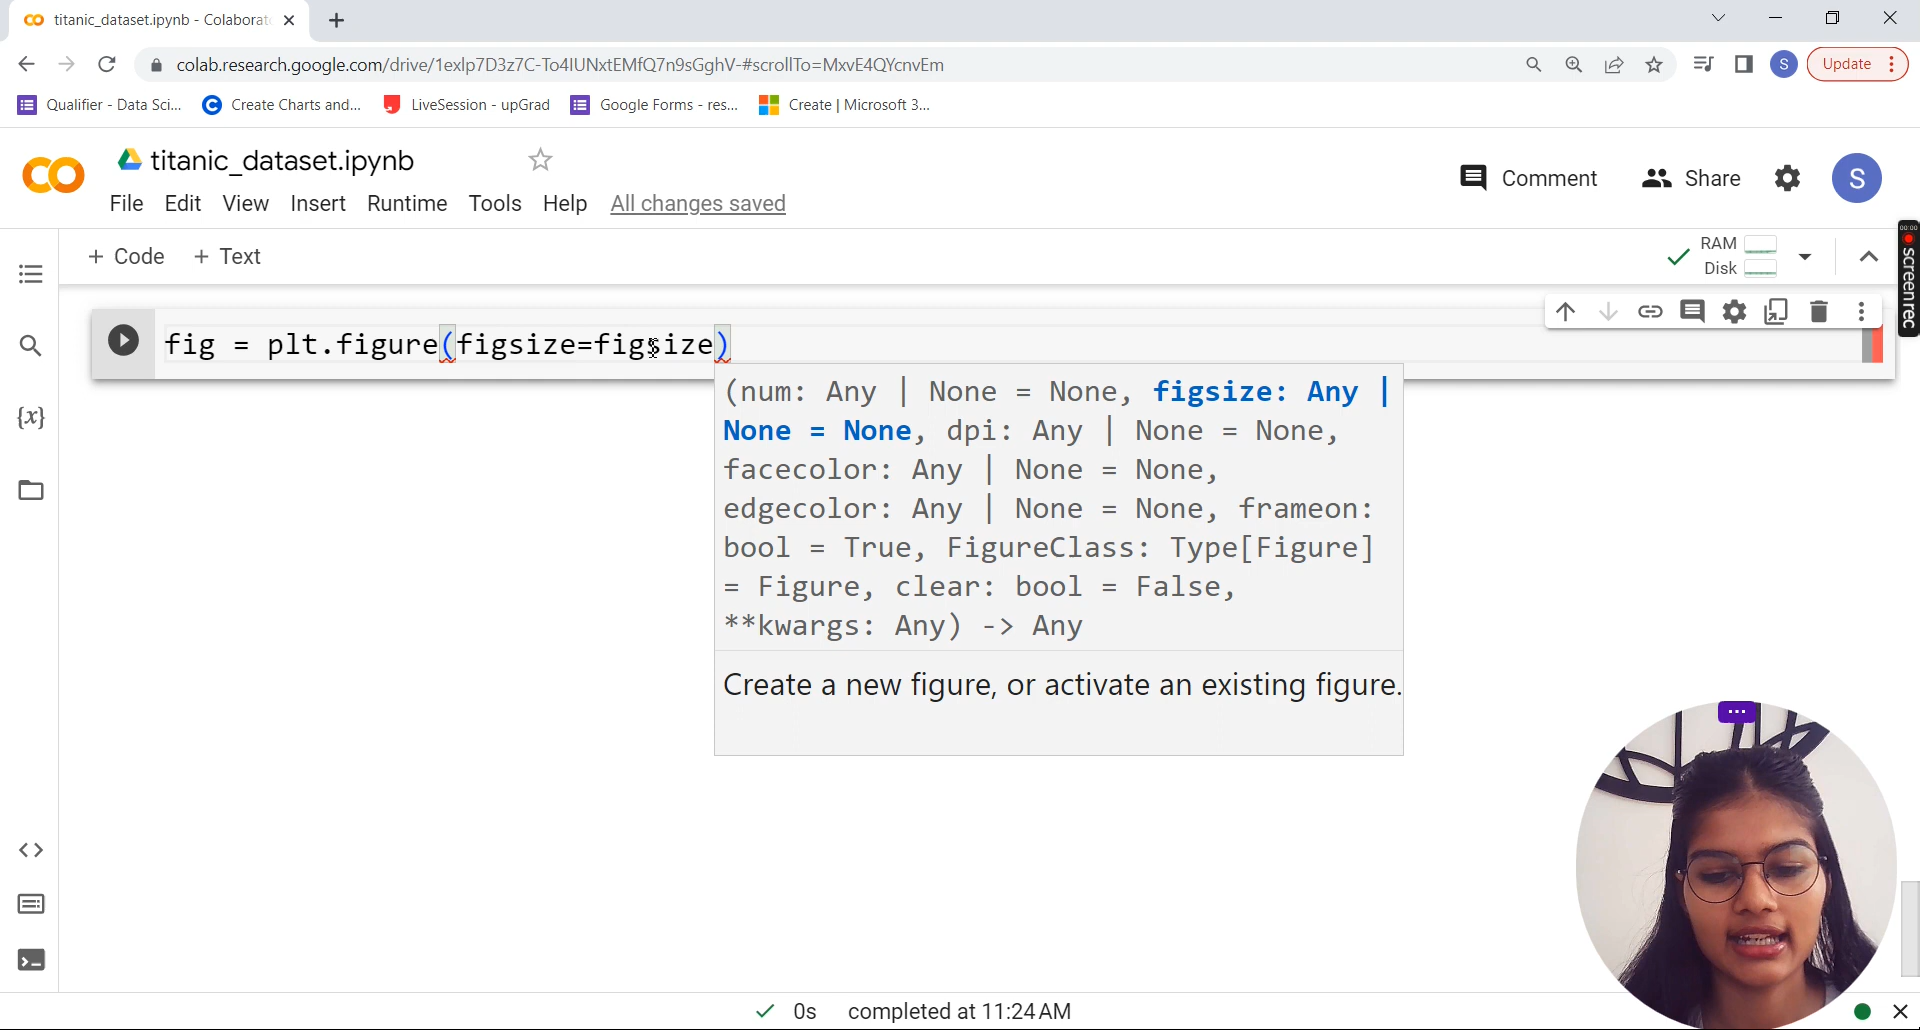 titanic_dataset.ipynb - Colaborat
colab.research.google.com/drive/1exlp7D3z7C-To4IUNxtEMfQ7n9sGghV-#scrollTo=MxvE4QYcnvEm
S
Update
Qualifier - Data Sci...
Create Charts and...
LiveSession - upGrad
Google Forms - res...
Create | Microsoft 3...
titanic_dataset.ipynb
Comment
Share
S
File Edit View Insert Runtime Tools Help All changes saved
+ Code + Text
RAM
Disk
00:00
screenrec
fig = plt.figure(figsize=figsize)
(num: Any | None = None, figsize: Any |
None = None, dpi: Any | None = None,
facecolor: Any | None = None,
edgecolor: Any | None = None, frameon:
bool = True, FigureClass: Type[Figure]
= Figure, clear: bool = False,
**kwargs: Any) -> Any
Create a new figure, or activate an existing figure.
{x}
0s completed at 11:24 AM